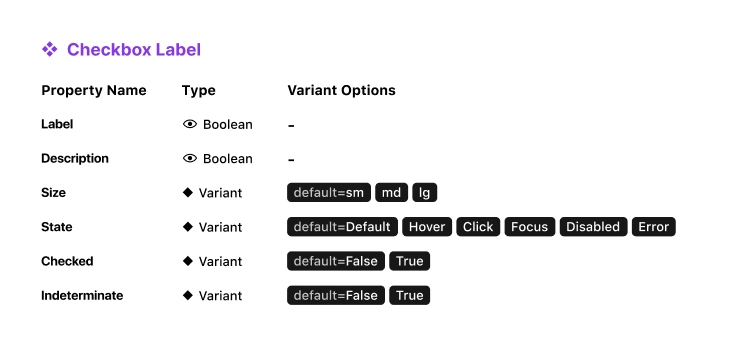 Checkbox Label
Property Name Type Variant Options
Label Boolean -
Description Boolean -
Size Variant default=sm md lg
State Variant default=Default Hover Click Focus Disabled Error
Checked Variant default=False True
Indeterminate Variant default=False True